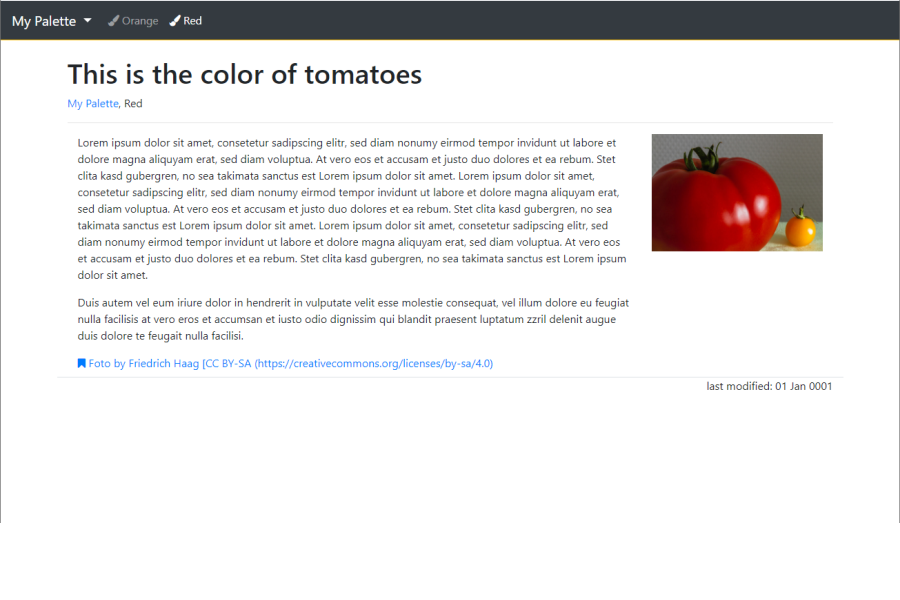 My Palette Orange Red
This is the color of tomatoes
My Palette, Red
Lorem ipsum dolor sit amet, consetetur sadipscing elitr, sed diam nonumy eirmod tempor invidunt ut labore et
dolore magna aliquyam erat, sed diam voluptua. At vero eos et accusam et justo duo dolores et ea rebum. Stet
clita kasd gubergren, no sea takimata sanctus est Lorem ipsum dolor sit amet. Lorem ipsum dolor sit amet,
consetetur sadipscing elitr, sed diam nonumy eirmod tempor invidunt ut labore et dolore magna aliquyam erat,
sed diam voluptua. At vero eos et accusam et justo duo dolores et ea rebum. Stet clita kasd gubergren, no sea
takimata sanctus est Lorem ipsum dolor sit amet. Lorem ipsum dolor sit amet, consetetur sadipscing elitr, sed
diam nonumy eirmod tempor invidunt ut labore et dolore magna aliquyam erat, sed diam voluptua. At vero eos
et accusam et justo duo dolores et ea rebum. Stet clita kasd gubergren, no sea takimata sanctus est Lorem ipsum
dolor sit amet.
Duis autem vel eum iriure dolor in hendrerit in vulputate velit esse molestie consequat, vel illum dolore eu feugiat
nulla facilisis at vero eros et accumsan et iusto odio dignissim qui blandit praesent luptatum zzril delenit augue
duis dolore te feugait nulla facilisi.
Foto by Friedrich Haag [CC BY-SA (https://creativecommons.org/licenses/by-sa/4.0)
last modified: 01 Jan 0001